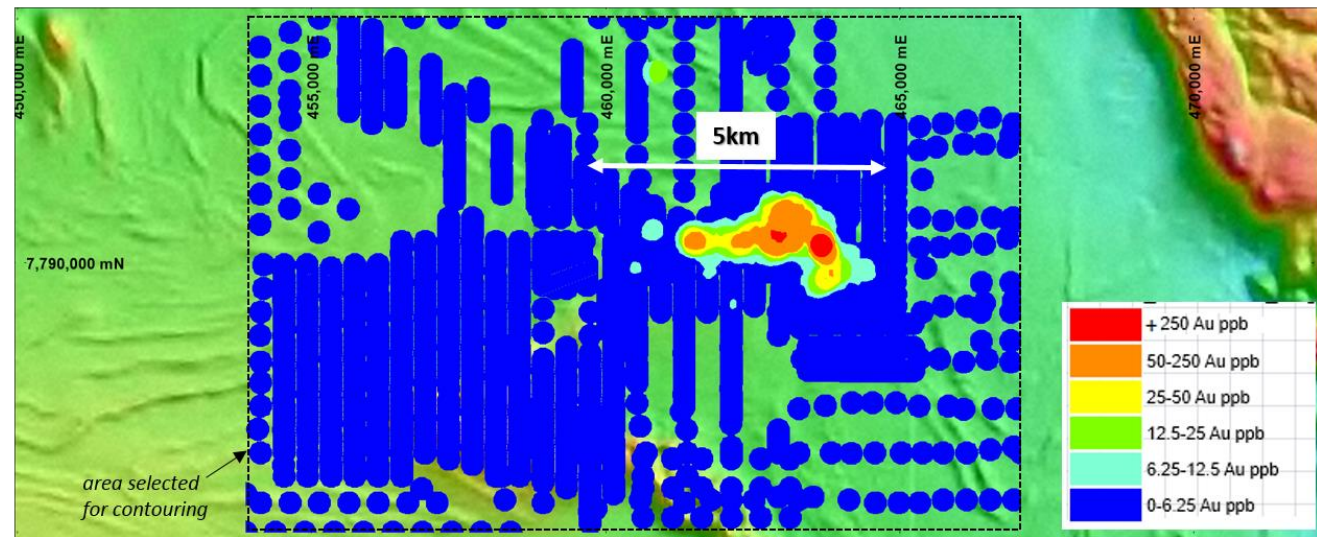 450,000 mE
455,000 mE
460,000 mE
465,000 mE
470,000 mE
5km
7,790,000 mN
area selected
for contouring
+ 250 Au ppb
50-250 Au ppb
25-50 Au ppb
12.5-25 Au ppb
6.25-12.5 Au ppb
0-6.25 Au ppb